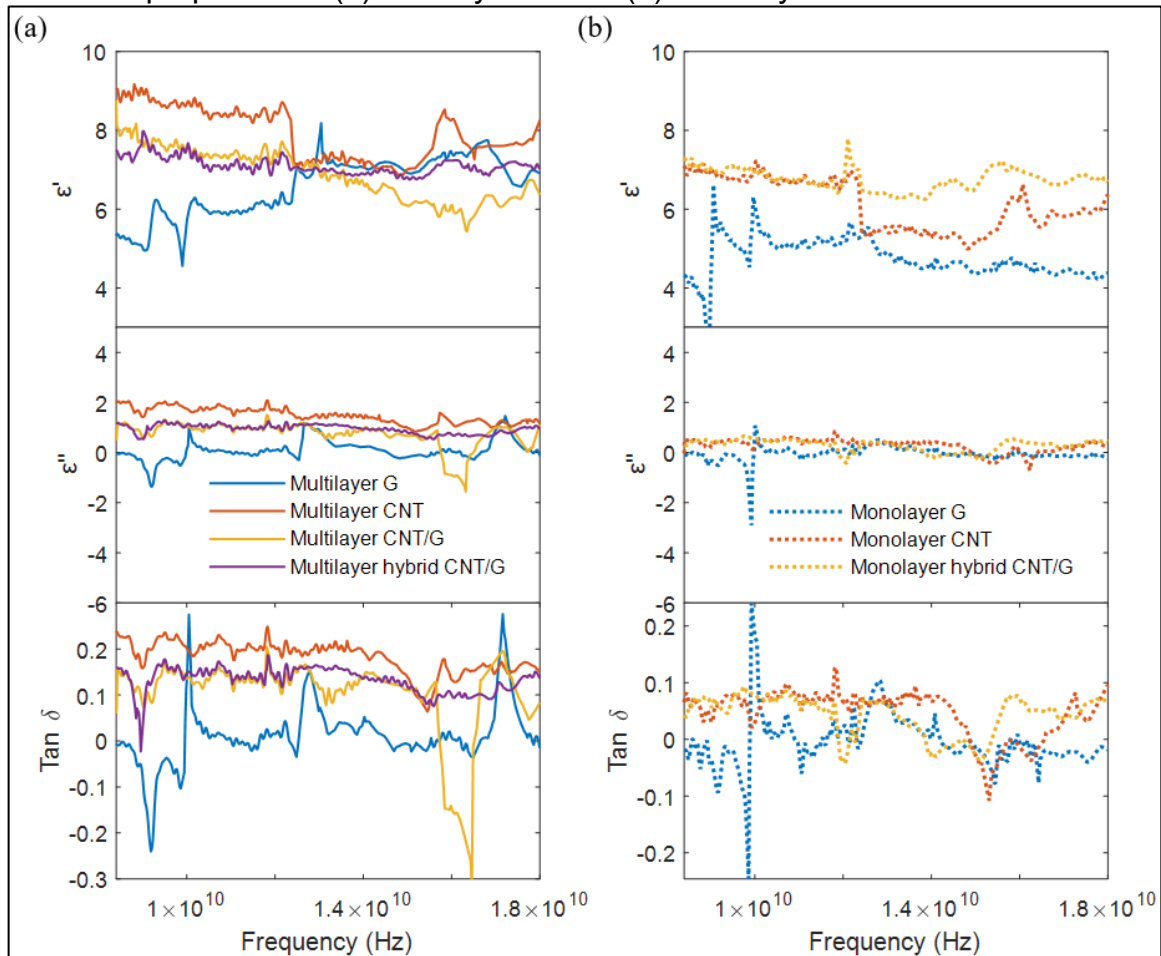 (a)
10
8
6
4
ε'
4
2
0
-2
-4
-6
ε''
Multilayer G
Multilayer CNT
Multilayer CNT/G
Multilayer hybrid CNT/G
0.2
0.1
0
-0.1
-0.2
-0.3
Tan δ
1×10¹⁰
1.4×10¹⁰
1.8×10¹⁰
Frequency (Hz)
(b)
10
8
6
4
ε'
4
2
0
-2
-4
6
ε''
Monolayer G
Monolayer CNT
Monolayer hybrid CNT/G
0.2
0.1
0
-0.1
-0.2
Tan δ
1×10¹⁰
1.4×10¹⁰
1.8×10¹⁰
Frequency (Hz)